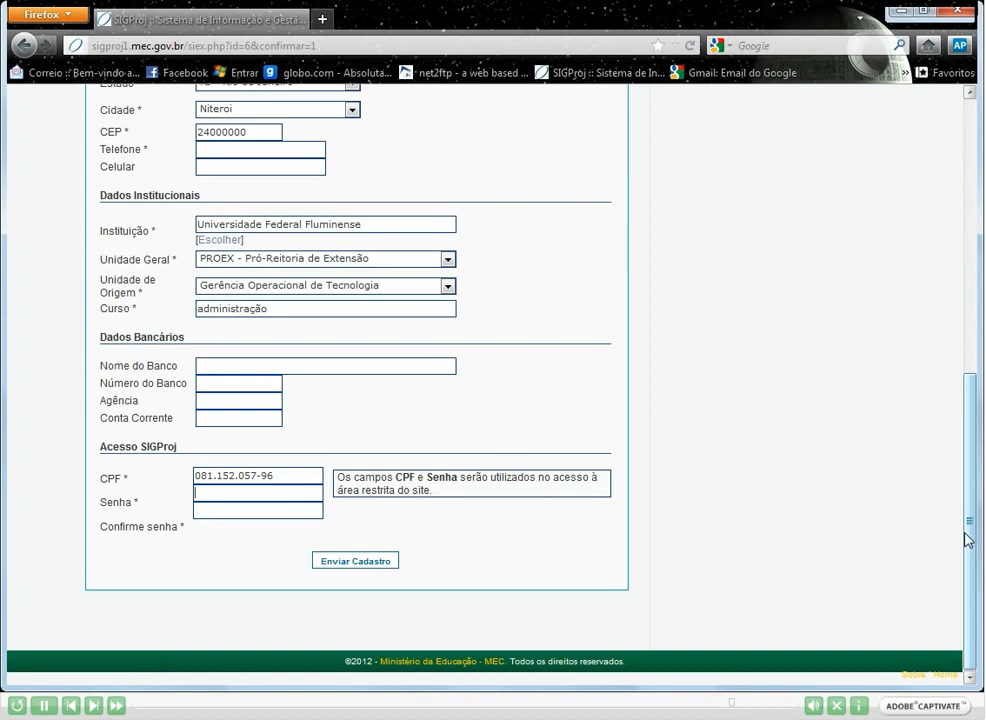 Firefox
SIGProj :: Sistema de Informação e Gestã...
sigproj1.mec.gov.br/siex.php?id=6&confirmar=1
Google
AP
Correio :: Bem-vindo a... Facebook Entrar globo.com - Absoluta... net2ftp - a web based ... SIGProj :: Sistema de In... Gmail: Email do Google » Favoritos
Estado
Cidade * Niteroi
CEP * 24000000
Telefone *
Celular
Dados Institucionais
Instituição * Universidade Federal Fluminense
[Escolher]
Unidade Geral * PROEX - Pró-Reitoria de Extensão
Unidade de
Origem * Gerência Operacional de Tecnologia
Curso * administração
Dados Bancários
Nome do Banco
Número do Banco
Agência
Conta Corrente
Acesso SIGProj
CPF * 081.152.057-96
Os campos CPF e Senha serão utilizados no acesso à
área restrita do site.
Senha *
Confirme senha *
Enviar Cadastro
©2012 - Ministério da Educação - MEC. Todos os direitos reservados.
Sobre Home
ADOBE® CAPTIVATE™